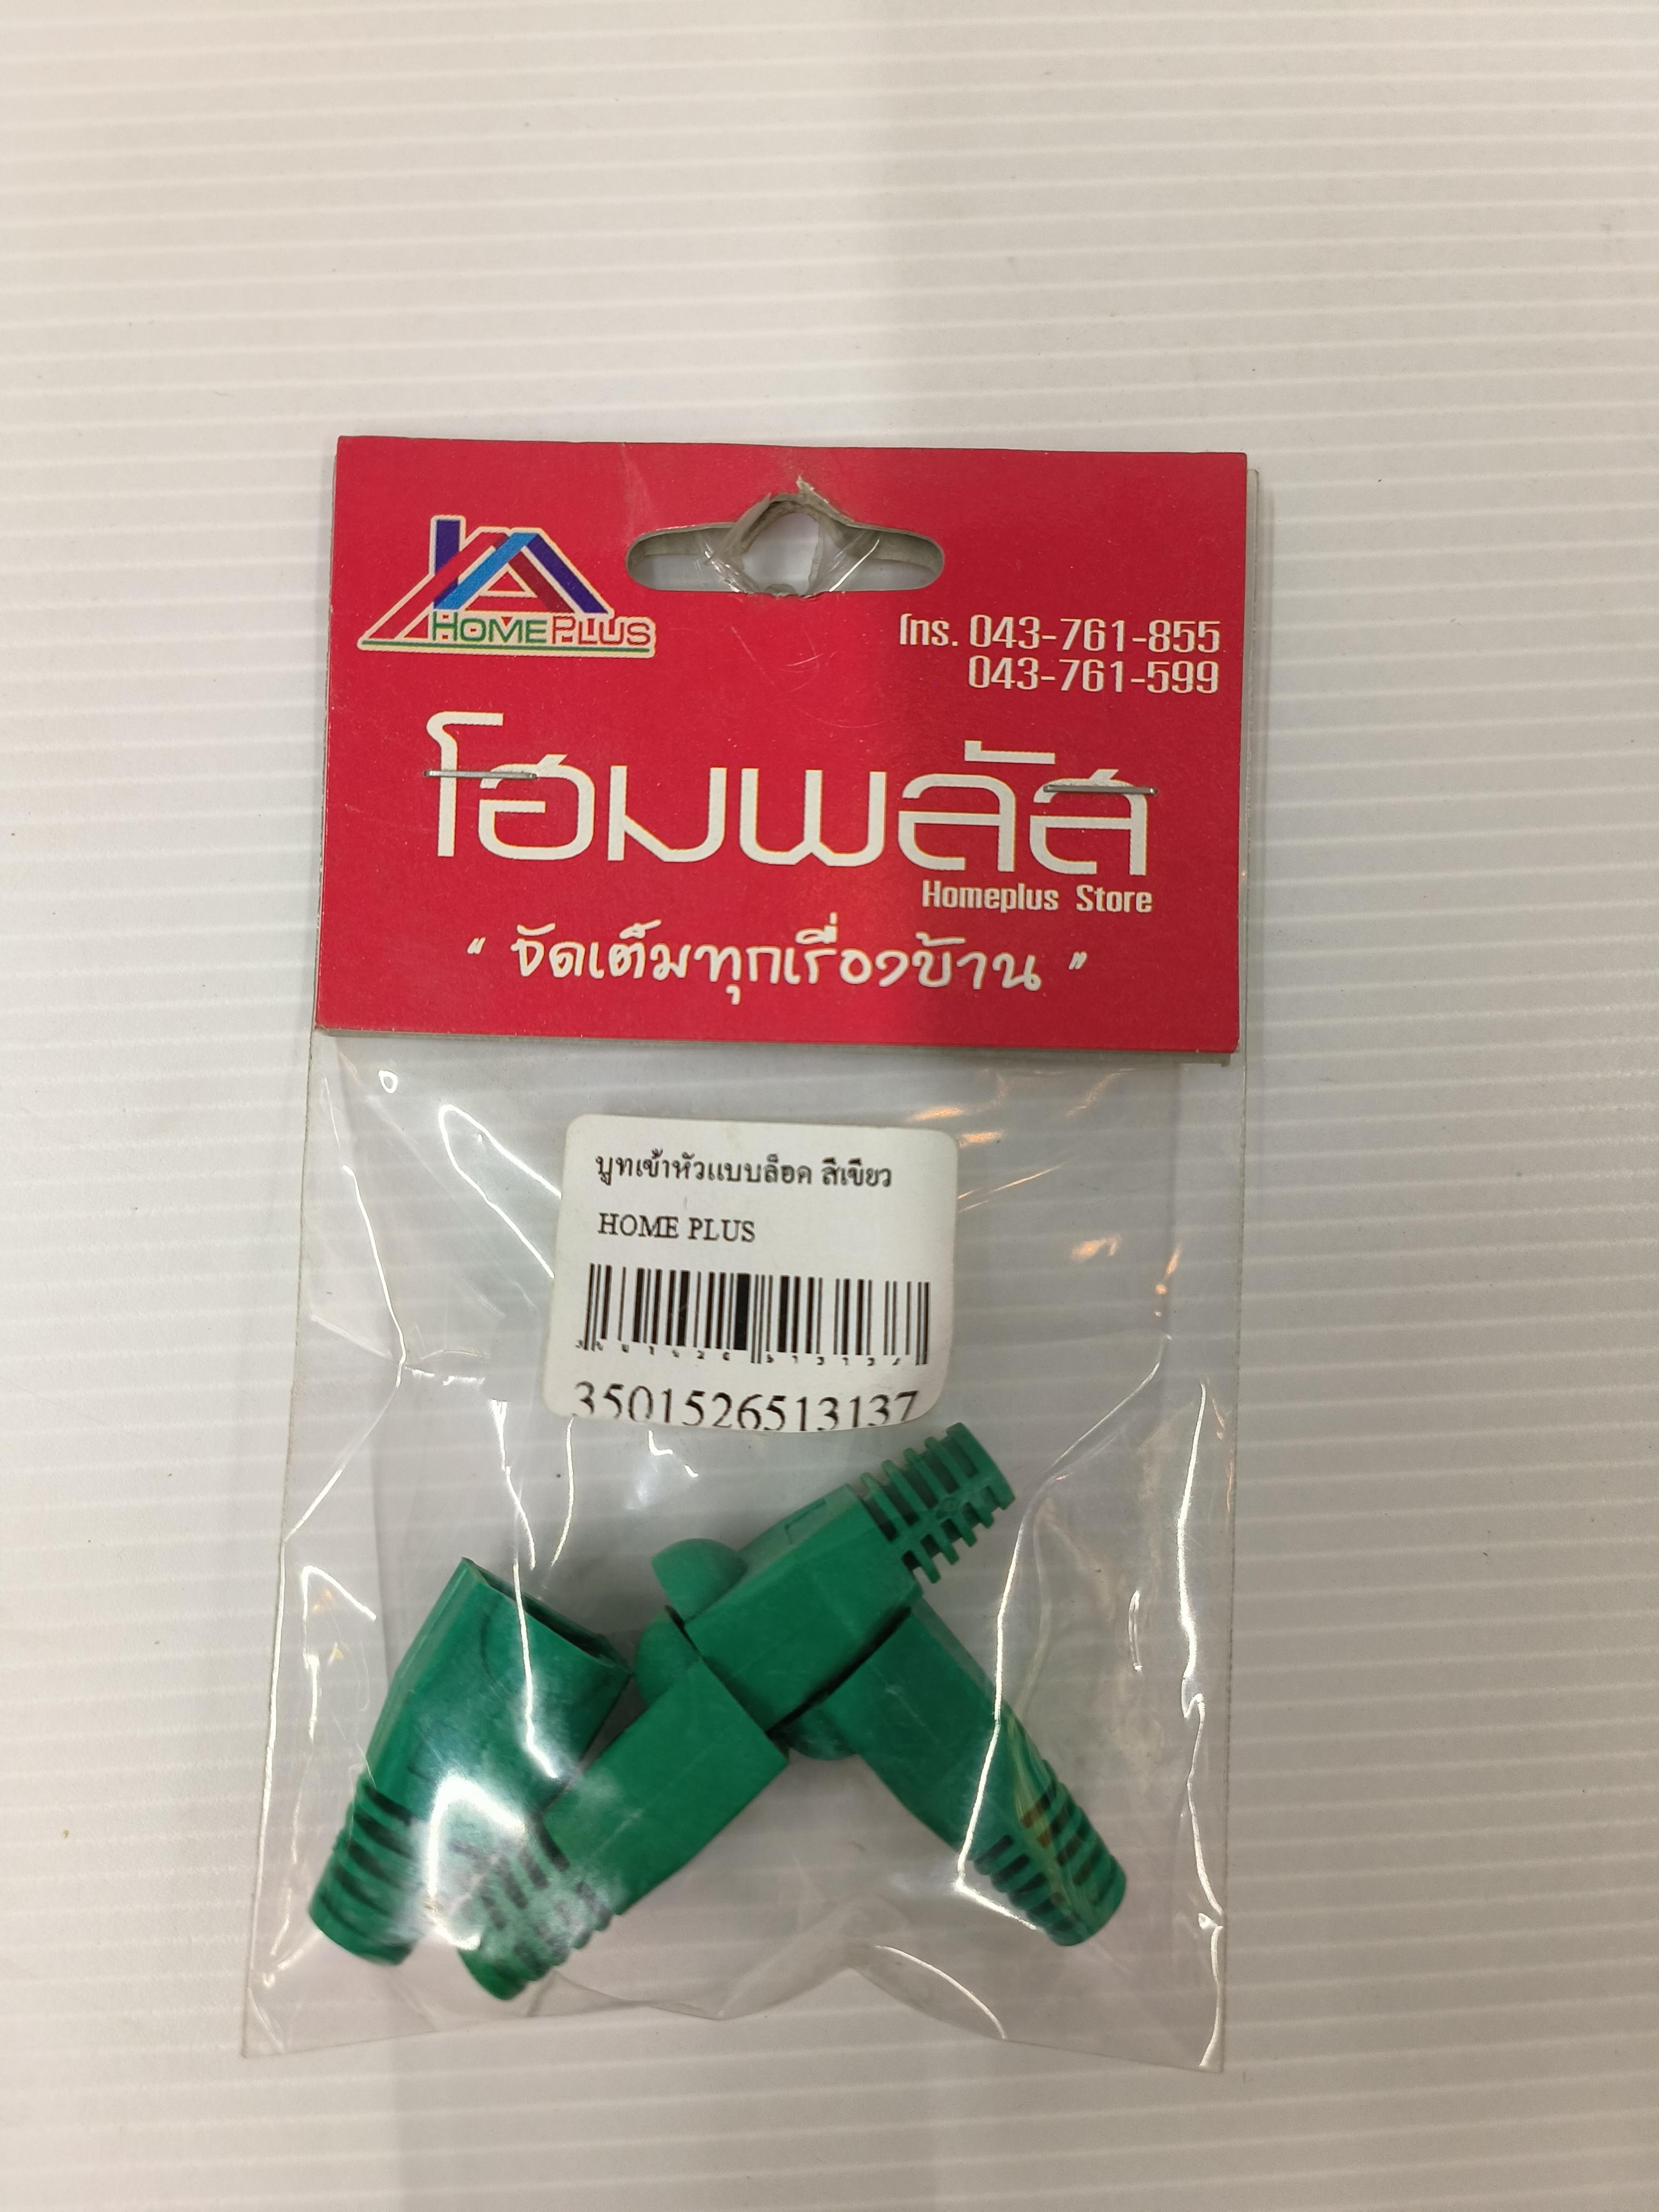 HOMEPLUS
โทร. 043-761-855
043-761-599
โฮมพลัส
Homeplus Store
" จัดเต็มทุกเรื่องบ้าน "
บูทเข้าหัวแบบล็อค สีเขียว
HOME PLUS
3501526513137